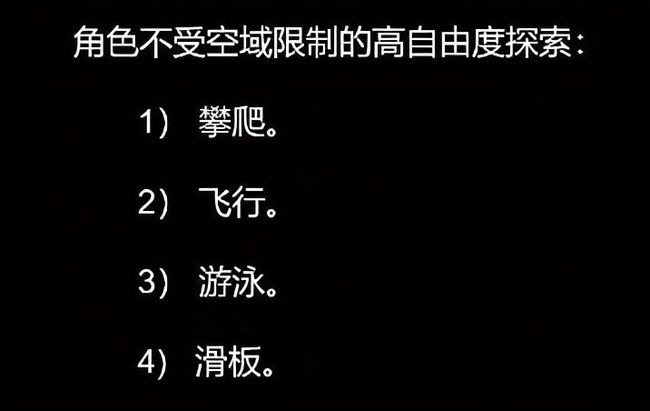 角色不受空域限制的高自由度探索：
1） 攀爬。
2） 飞行。
3） 游泳。
4） 滑板。